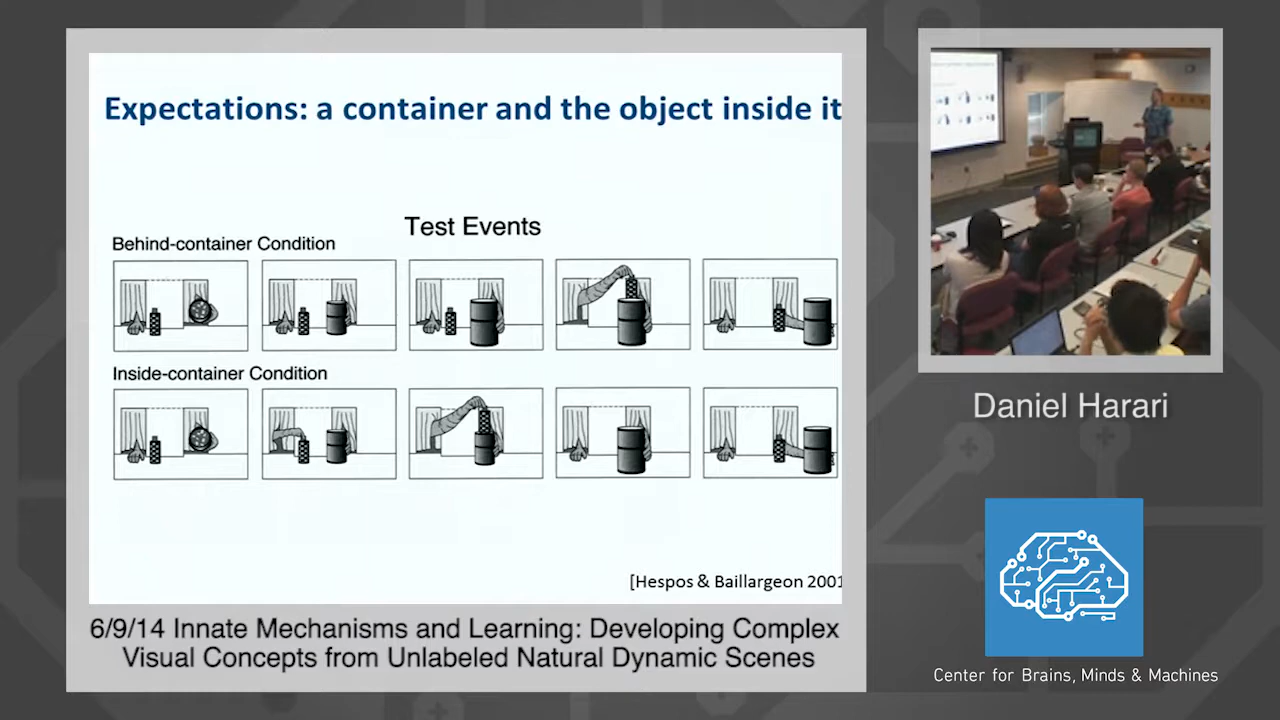 Expectations: a container and the object inside it
Test Events
Behind-container Condition
Inside-container Condition
[Hespos & Baillargeon 2001
6/9/14 Innate Mechanisms and Learning: Developing Complex
Visual Concepts from Unlabeled Natural Dynamic Scenes
Daniel Harari
Center for Brains, Minds & Machines